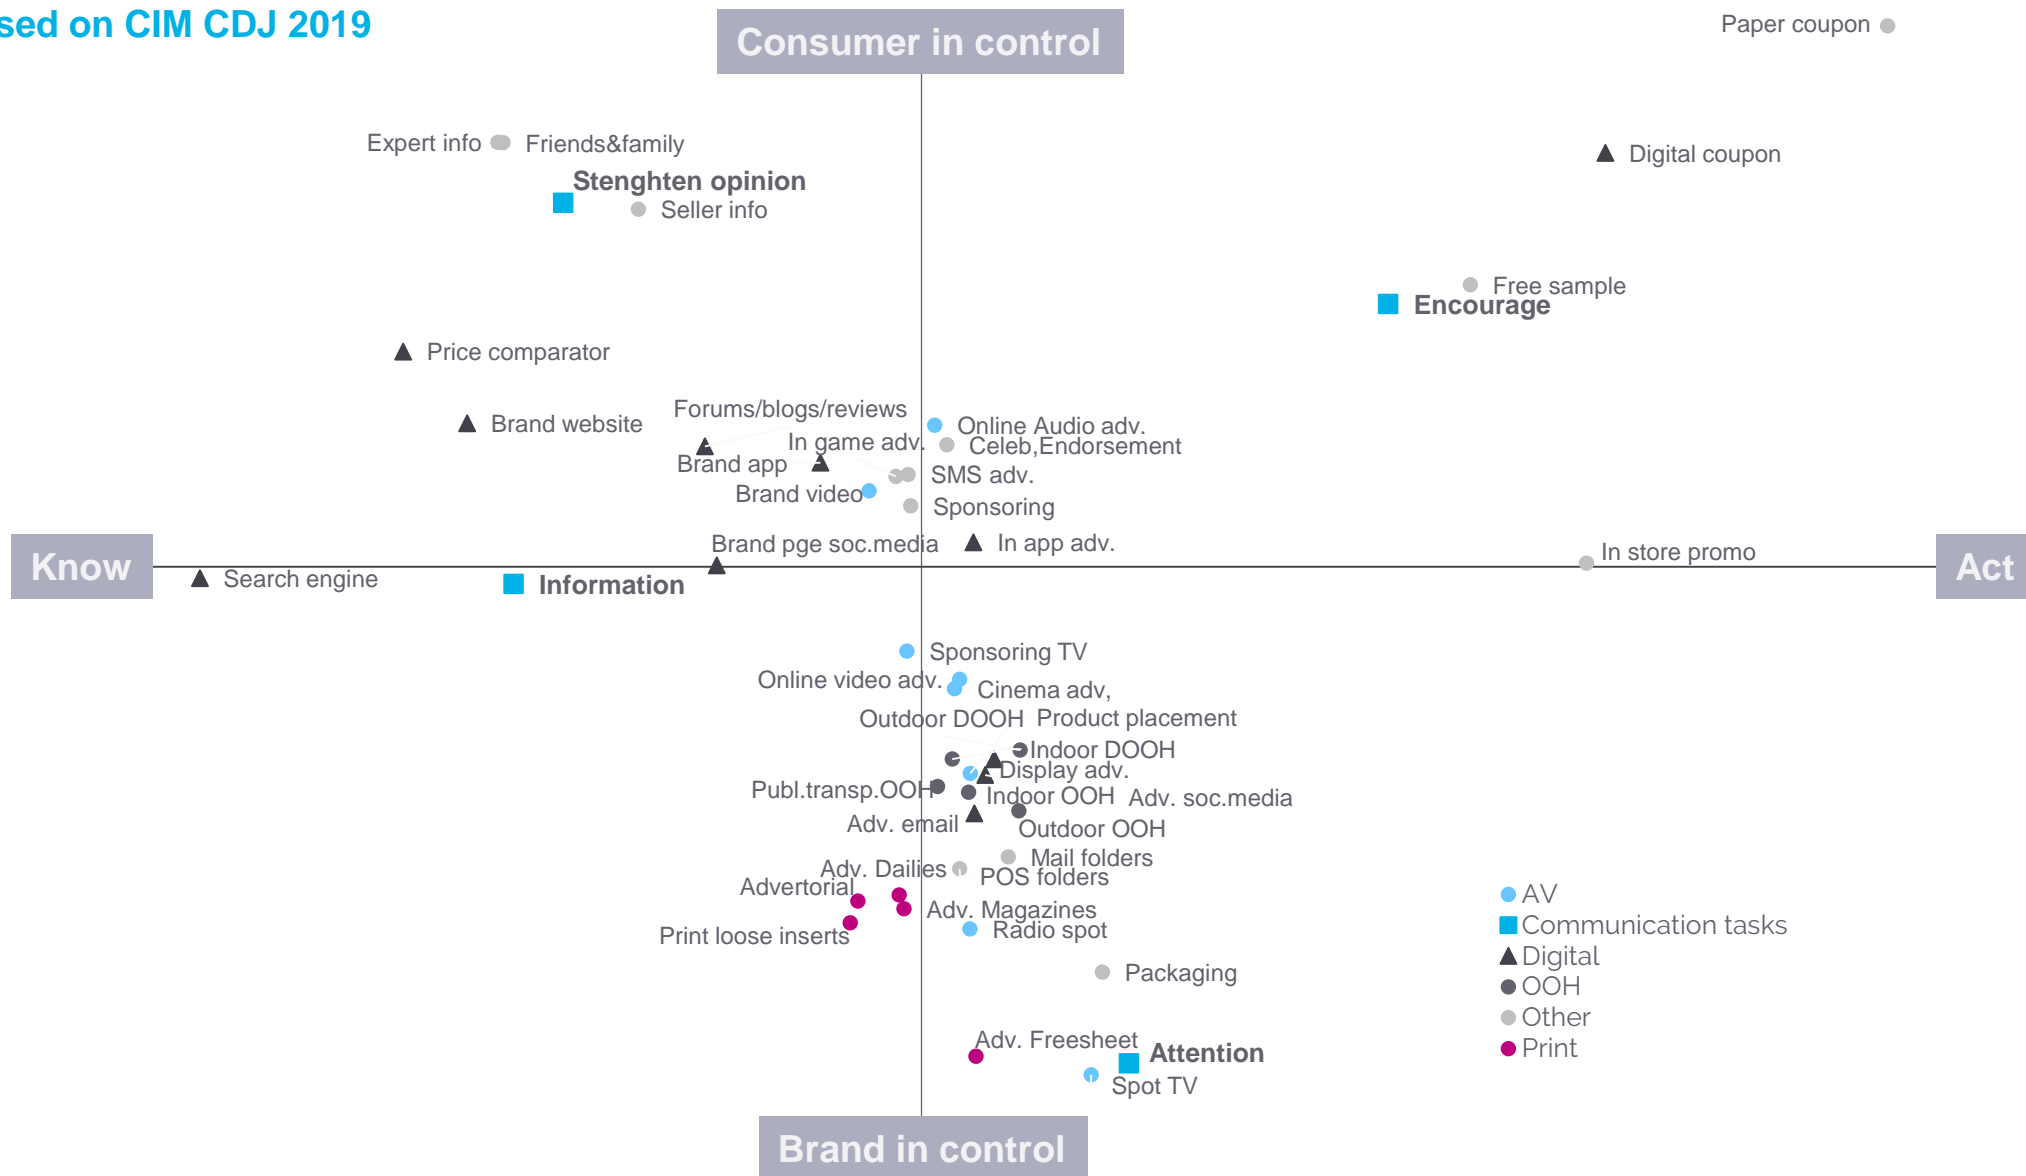 sed on CIM CDJ 2019
Consumer in control
Paper coupon
Expert info
Friends&family
Digital coupon
Stenghten opinion
Seller info
Free sample
Encourage
Price comparator
Forums/blogs/reviews
Brand website
Online Audio adv.
In game adv.
Celeb,Endorsement
Brand app
SMS adv.
Brand video
Sponsoring
Brand pge soc.media
In app adv.
In store promo
Know
Act
Search engine
Information
Sponsoring TV
Online video adv.
Cinema adv,
Outdoor DOOH
Product placement
Indoor DOOH
Display adv.
Publ.transp.OOH
Indoor OOH
Adv. soc.media
Adv. email
Outdoor OOH
Mail folders
Adv. Dailies
POS folders
Advertorial
Adv. Magazines
Print loose inserts
Radio spot
Packaging
Adv. Freesheet
Attention
Spot TV
AV
Communication tasks
Digital
OOH
Other
Print
Brand in control